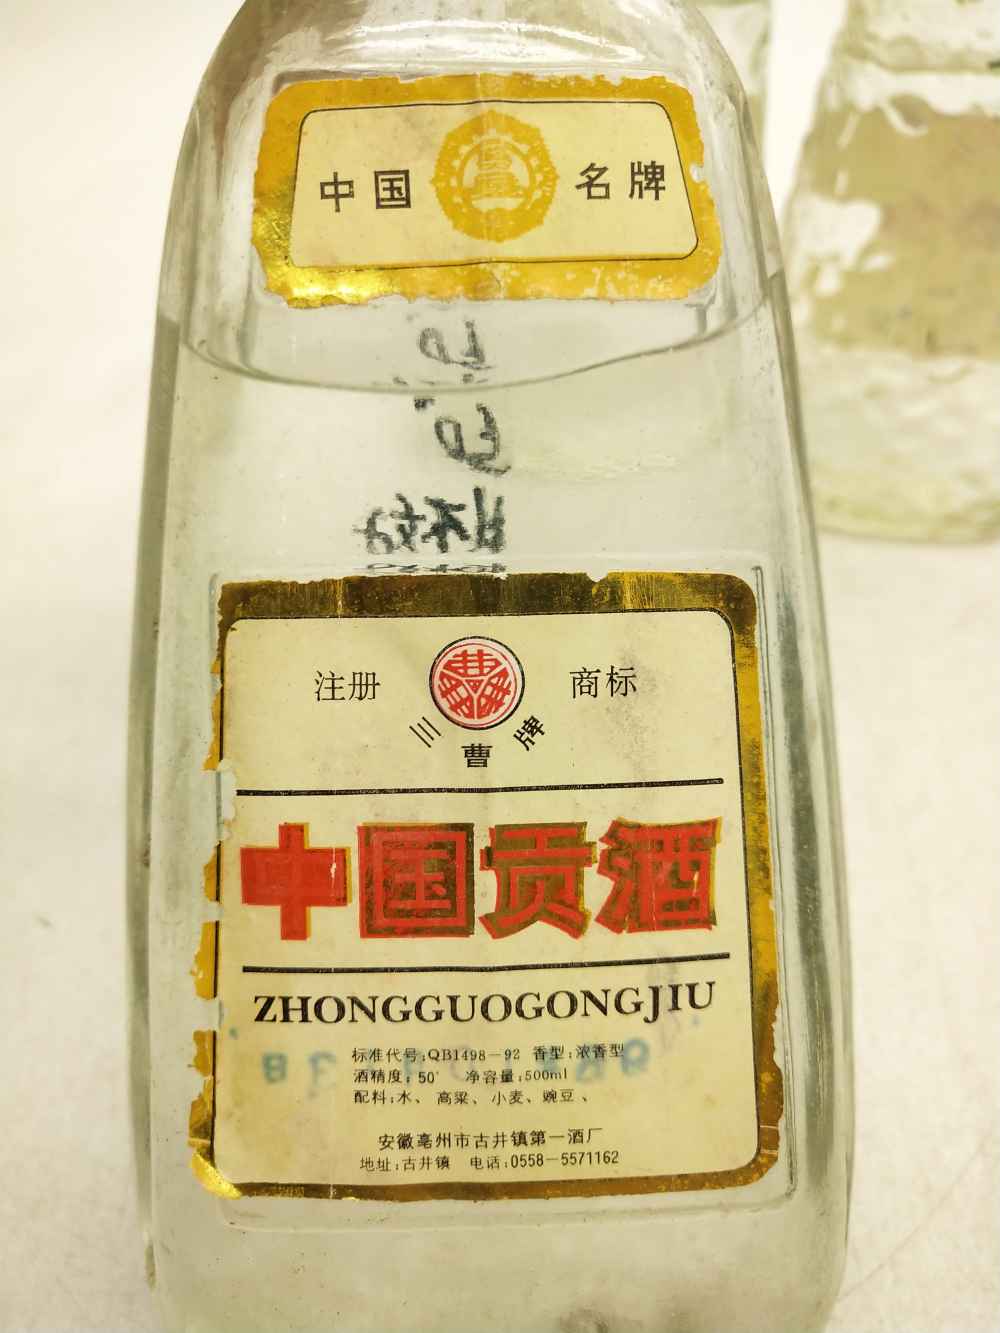 中国 名牌
注册 商标
三曹牌
中国贡酒
ZHONGGUOGONGJIU
标准代号:QB1498-92 香型:浓香型
酒精度:50° 净容量:500ml
配料:水、高粱、小麦、豌豆、
安徽亳州市古井镇第一酒厂
地址:古井镇 电话:0558-5571162